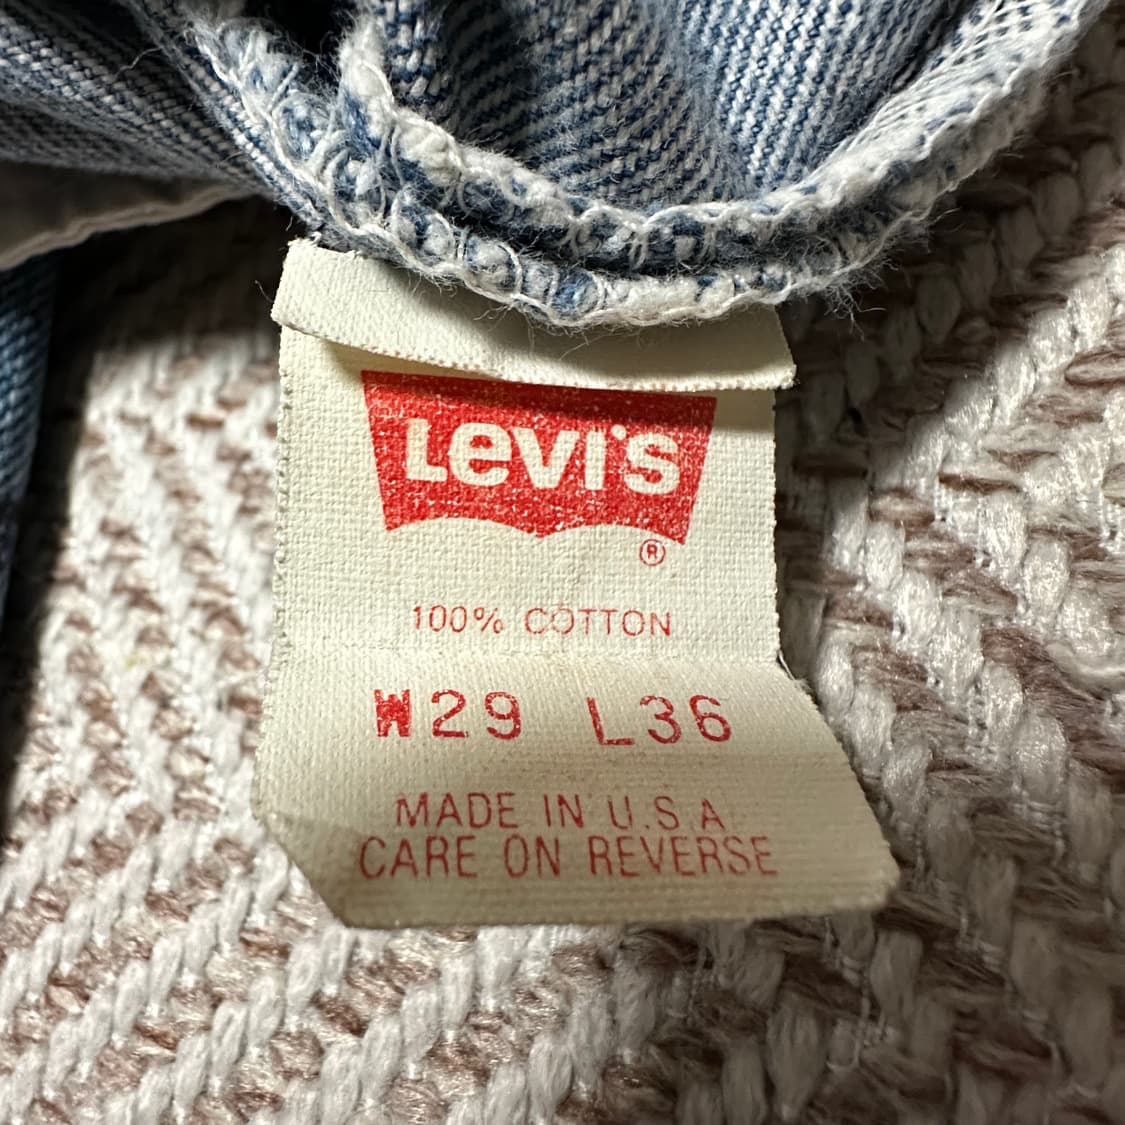 Levi's
®
100% COTTON
W29 L36
MADE IN U.S.A.
CARE ON REVERSE